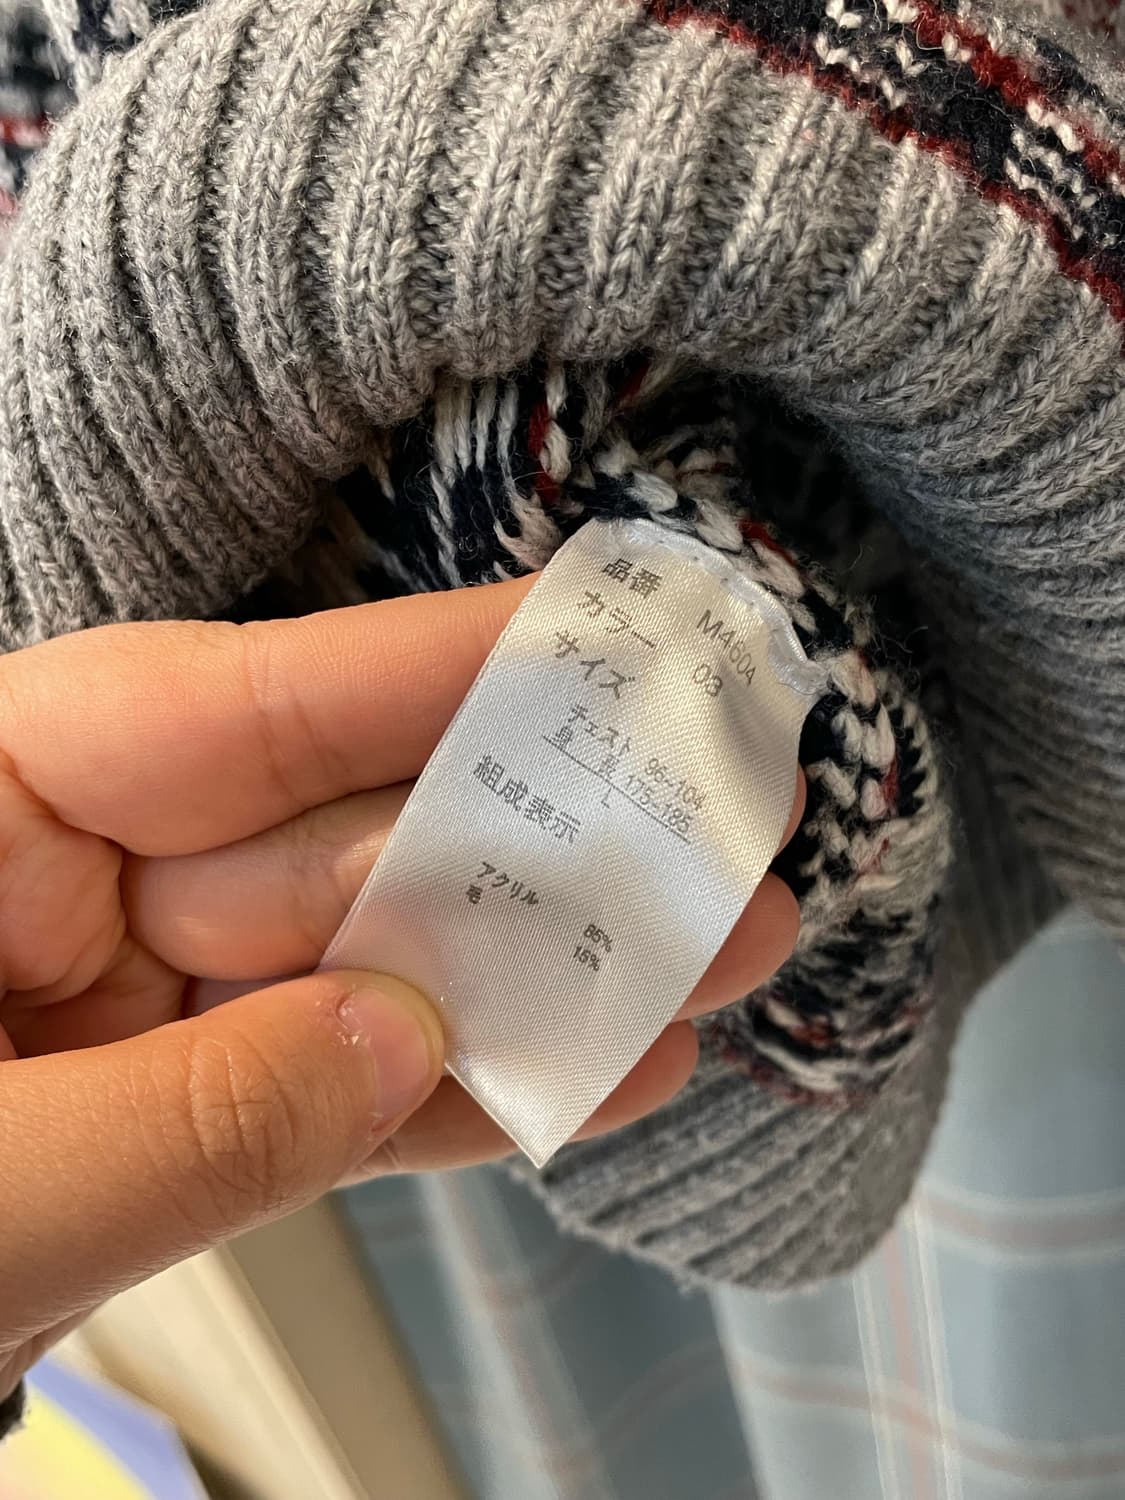 品番 M4604
カラー 03
サイズ
チェスト 96-104
身長 175-185
L
組成表示
アクリル 85%
毛 15%